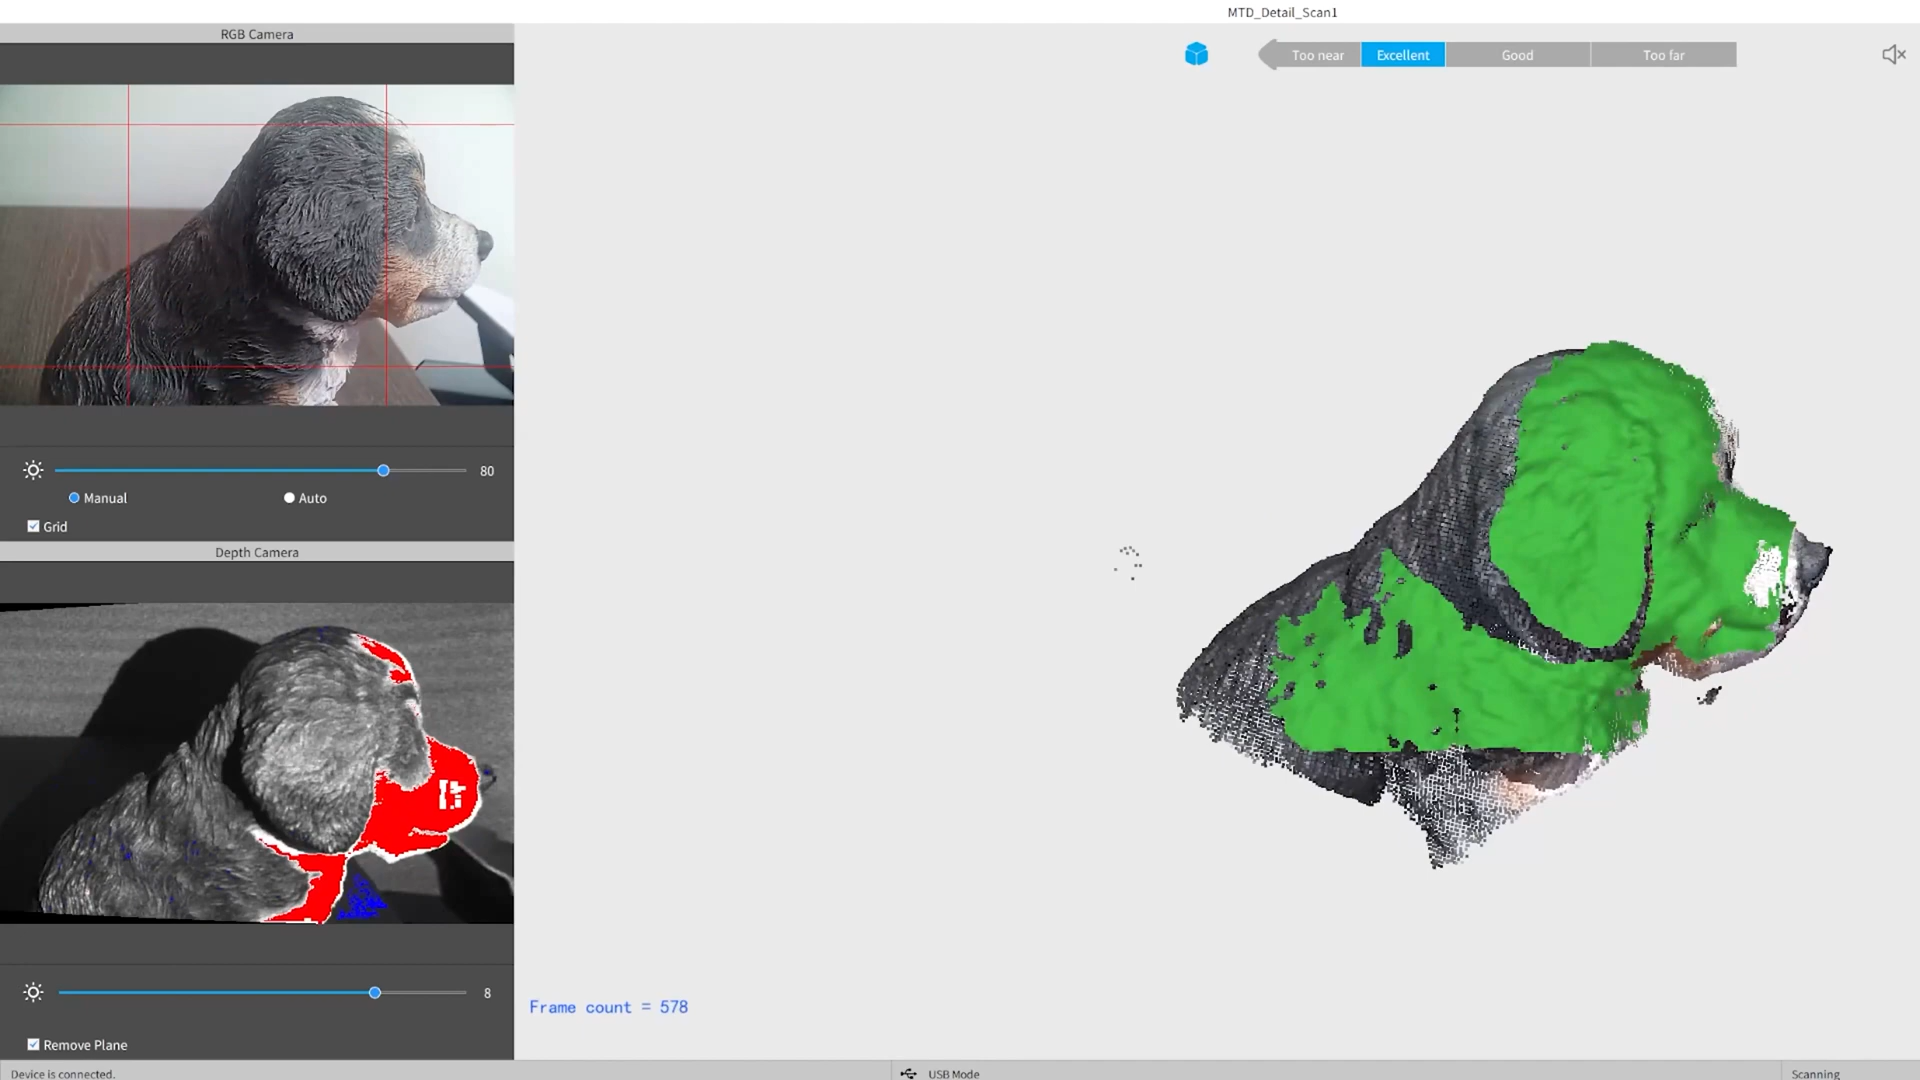 MTD_Detail_Scan1
RGB Camera
Too near Excellent Good Too far
80
Manual Auto
Grid
Depth Camera
8
Frame count = 578
Remove Plane
Device is connected. USB Mode Scanning